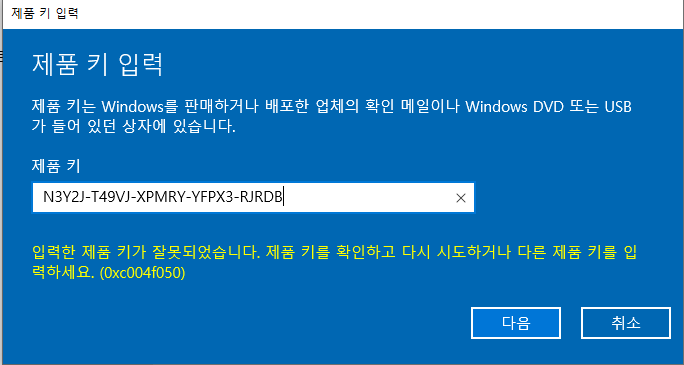 제품 키 입력
제품 키 입력
제품 키는 Windows를 판매하거나 배포한 업체의 확인 메일이나 Windows DVD 또는 USB
가 들어 있던 상자에 있습니다.
제품 키
N3Y2J-T49VJ-XPMRY-YFPX3-RJRDB
입력한 제품 키가 잘못되었습니다. 제품 키를 확인하고 다시 시도하거나 다른 제품 키를 입
력하세요. (0xc004f050)
다음 취소